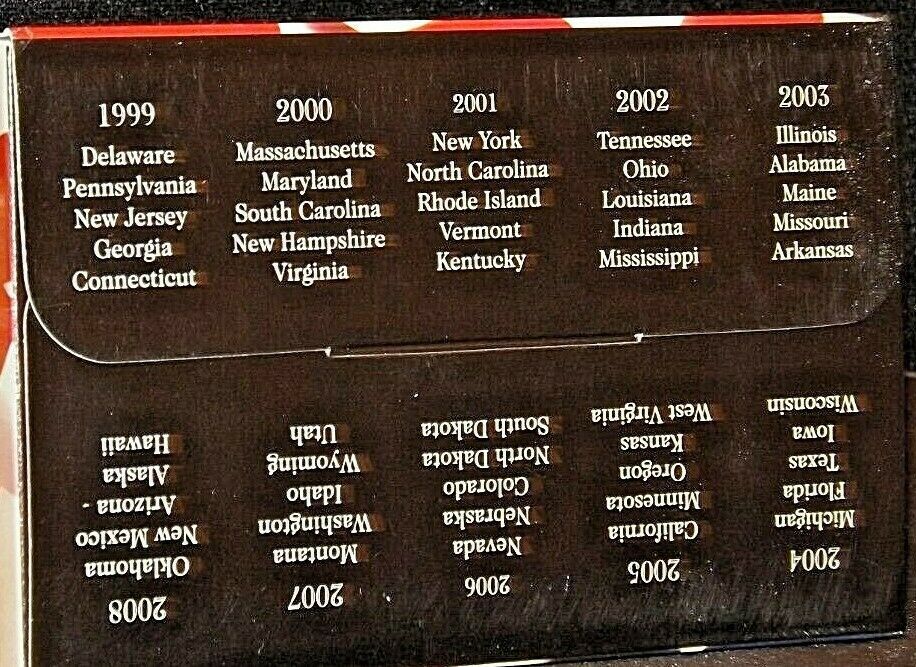 1999
Delaware
Pennsylvania
New Jersey
Georgia
Connecticut
2000
Massachusetts
Maryland
South Carolina
New Hampshire
Virginia
2001
New York
North Carolina
Rhode Island
Vermont
Kentucky
2002
Tennessee
Ohio
Louisiana
Indiana
Mississippi
2003
Illinois
Alabama
Maine
Missouri
Arkansas
2004
Michigan
Florida
Texas
Iowa
Wisconsin
2005
California
Minnesota
Oregon
Kansas
West Virginia
2006
Nevada
Nebraska
Colorado
North Dakota
South Dakota
2007
Montana
Washington
Idaho
Wyoming
Utah
2008
Oklahoma
New Mexico
Arizona
Alaska
Hawaii